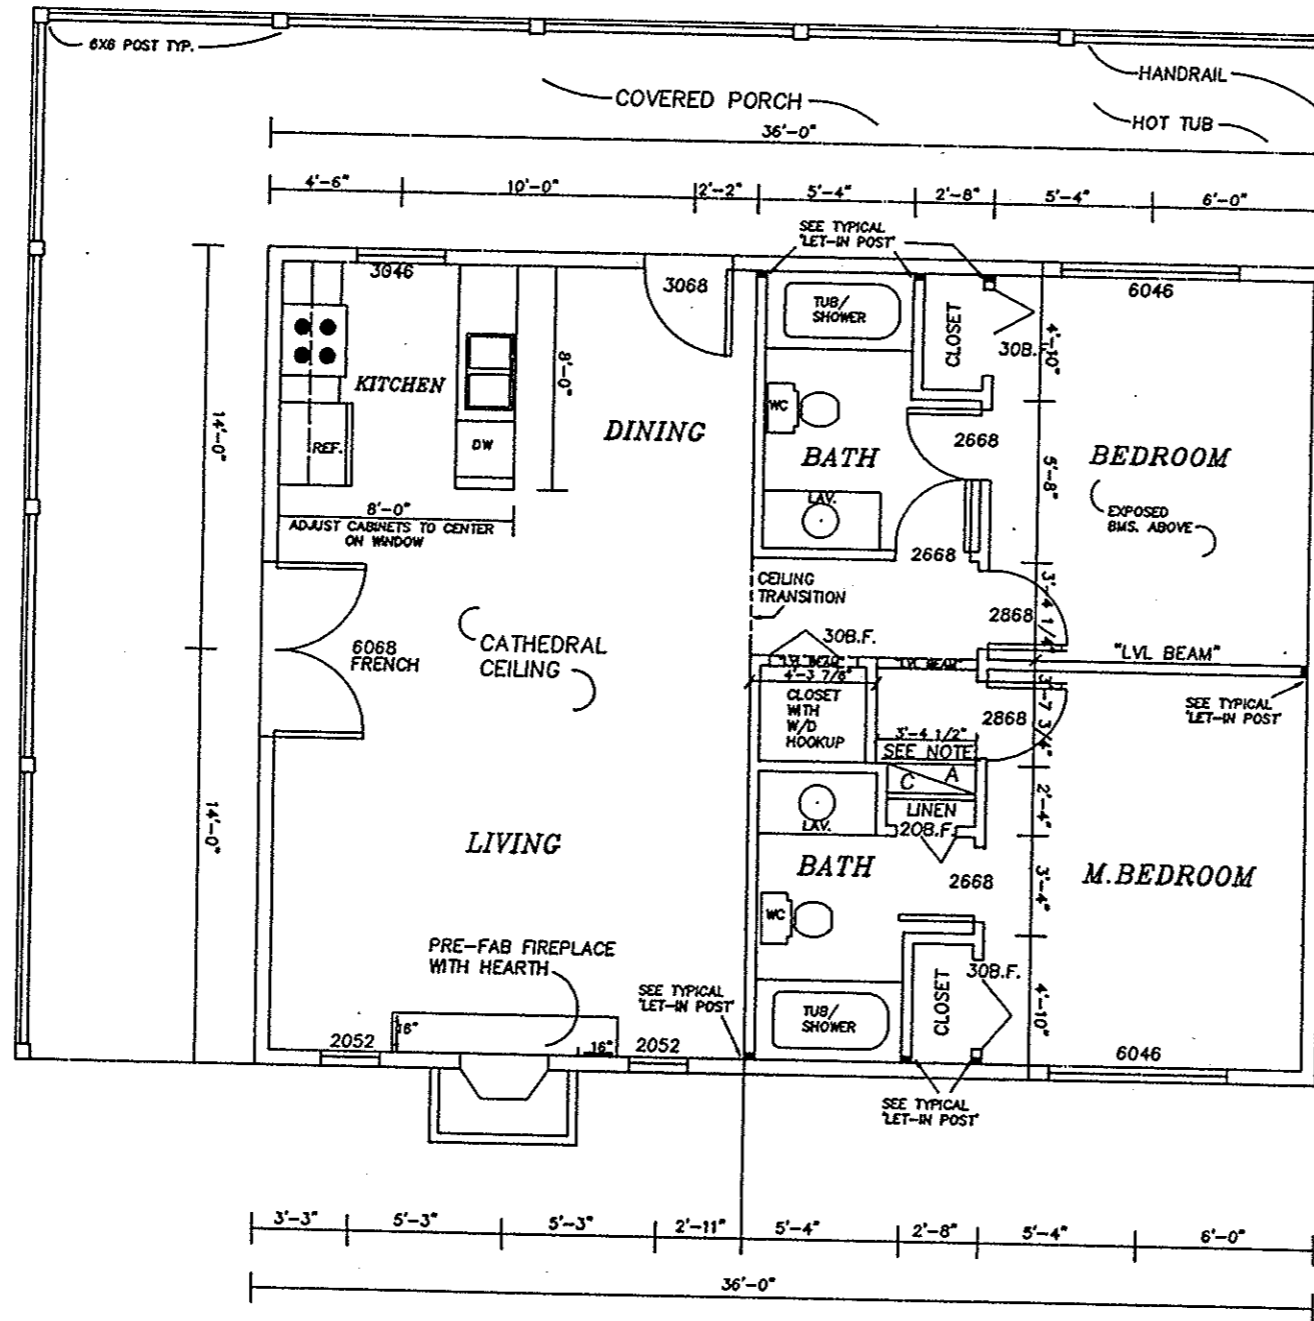 6X6 POST TYP.
HANDRAIL
COVERED PORCH
HOT TUB
36'-0"
4'-6"
10'-0"
2'-2"
5'-4"
2'-8"
5'-4"
6'-0"
SEE TYPICAL
'LET-IN POST'
3046
3068
6046
TUB/
SHOWER
CLOSET
30B.F.
4'-10"
8'-0"
KITCHEN
WC
14'-0"
DINING
2668
REF.
DW
BATH
BEDROOM
5'-8"
LAV.
8'-0"
ADJUST CABINETS TO CENTER
ON WINDOW
EXPOSED
BMS. ABOVE
2668
CEILING
TRANSITION
3'-4 1/4"
2868
30B.F.
6068
FRENCH
CATHEDRAL
CEILING
"LVL BEAM"
"LVL BEAM"
"LVL BEAM"
4'-3 7/8"
CLOSET
WITH
W/D
HOOKUP
3'-7 3/4"
2868
SEE TYPICAL
'LET-IN POST'
3'-4 1/2"
SEE NOTE
C A
LINEN
20B.F.
2'-4"
14'-0"
LAV.
LIVING
BATH
2668
3'-4"
M.BEDROOM
WC
PRE-FAB FIREPLACE
WITH HEARTH
SEE TYPICAL
'LET-IN POST'
CLOSET
30B.F.
4'-10"
TUB/
SHOWER
16"
2052
16"
2052
6046
SEE TYPICAL
'LET-IN POST'
3'-3"
5'-3"
5'-3"
2'-11"
5'-4"
2'-8"
5'-4"
6'-0"
36'-0"